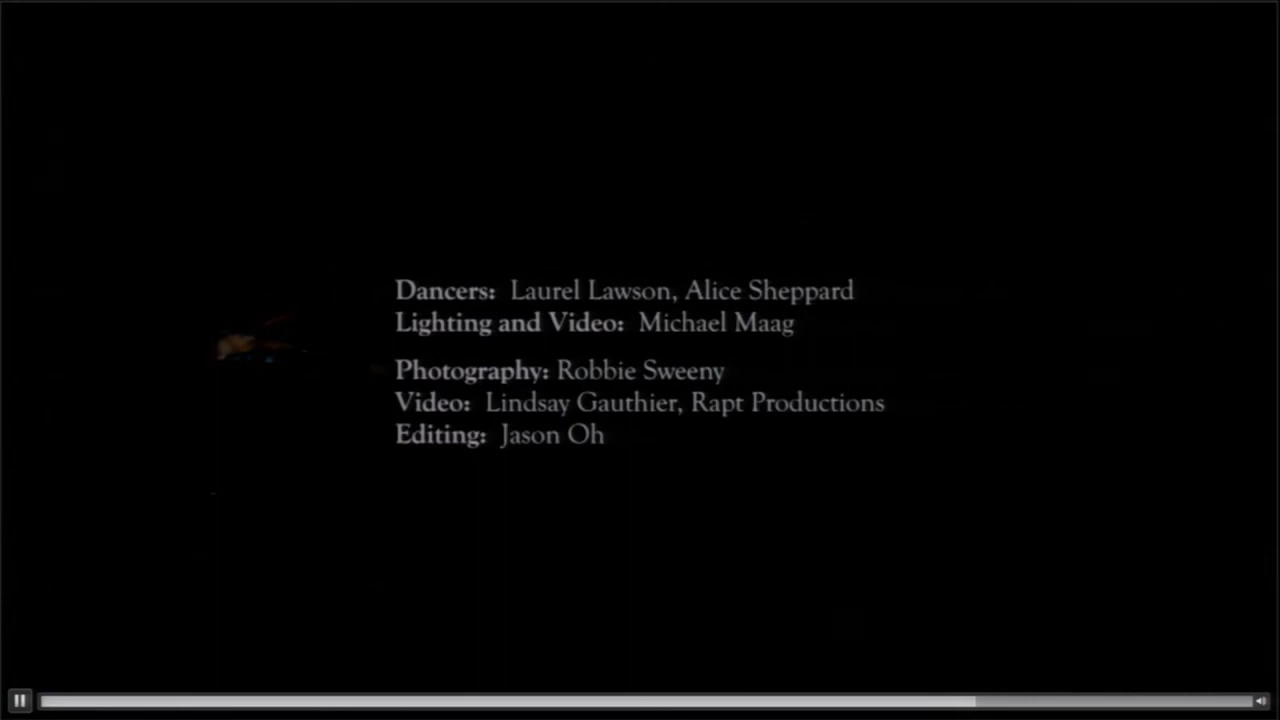 Dancers: Laurel Lawson, Alice Sheppard
Lighting and Video: Michael Maag
Photography: Robbie Sweeny
Video: Lindsay Gauthier, Rapt Productions
Editing: Jason Oh